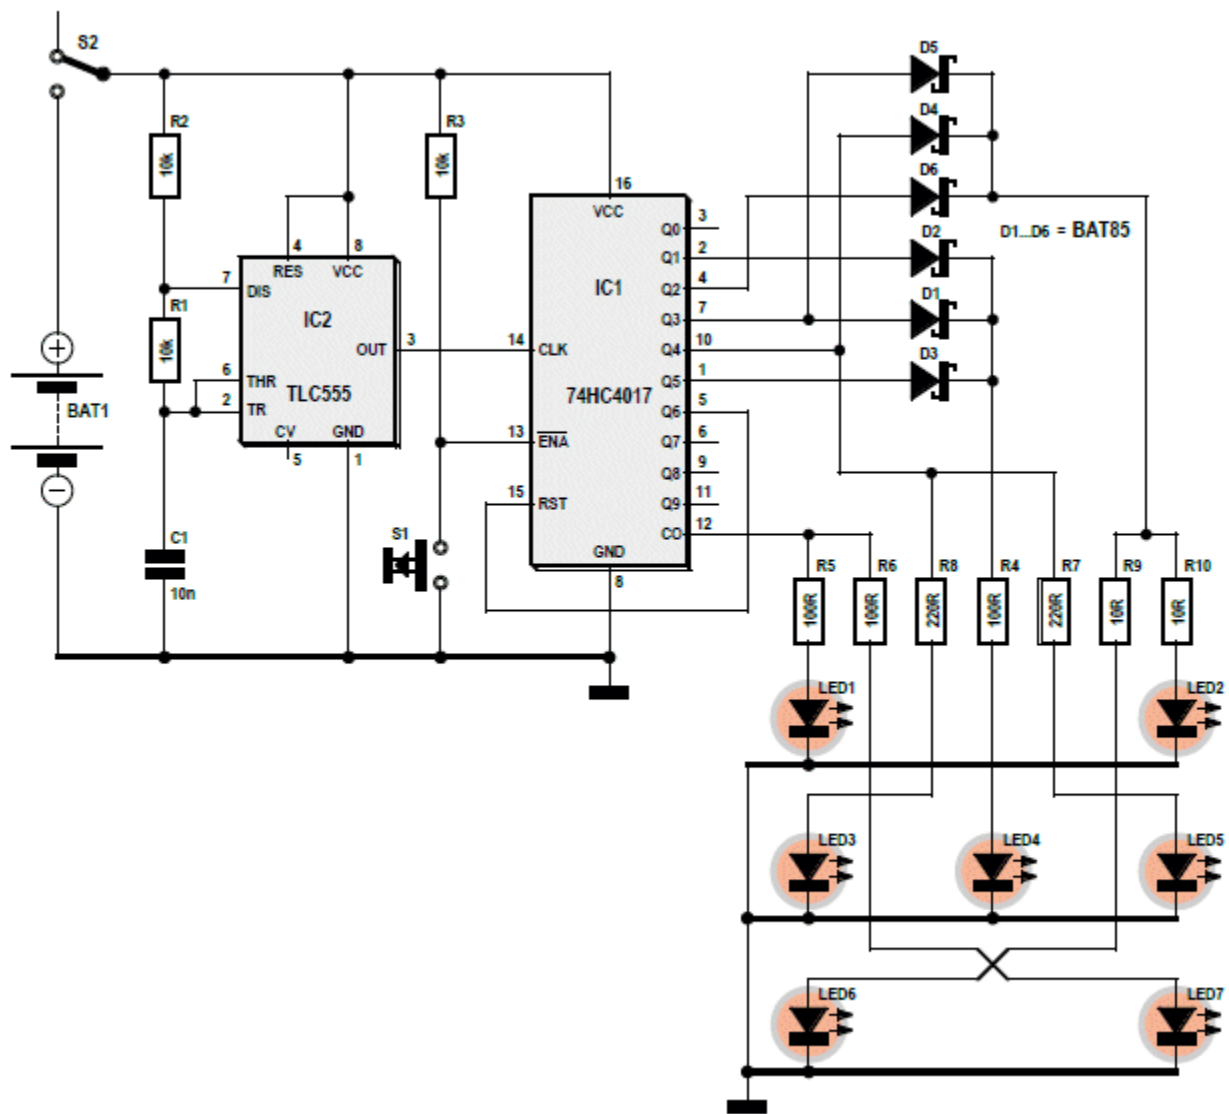 S2
D5
R2
R3
D4
10k
10k
D6
16
VCC
D1...D6 = BAT85
Q0
3
4
8
RES
VCC
D2
Q1
2
7
DIS
IC1
Q2
4
R1
IC2
D1
Q3
7
10k
OUT
3
14
CLK
Q4
10
D3
6
THR
TLC555
74HC4017
Q5
1
BAT1
2
TR
Q6
5
CV
GND
13
ENA
Q7
6
5
1
Q8
9
15
RST
Q9
11
C1
S1
CO
12
GND
R5
R6
R8
R4
R7
R9
R10
10n
8
100R
100R
220R
100R
220R
10R
10R
LED1
LED2
LED3
LED4
LED5
LED6
LED7